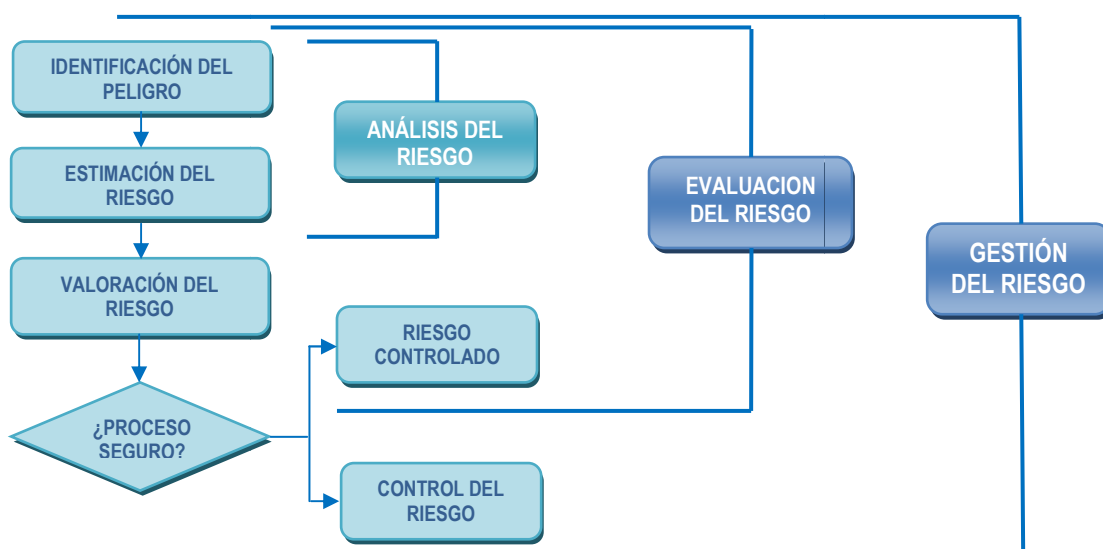 IDENTIFICACIÓN DEL
PELIGRO
ESTIMACIÓN DEL
RIESGO
VALORACIÓN DEL
RIESGO
¿PROCESO
SEGURO?
ANÁLISIS DEL
RIESGO
RIESGO
CONTROLADO
CONTROL DEL
RIESGO
EVALUACION
DEL RIESGO
GESTIÓN
DEL RIESGO